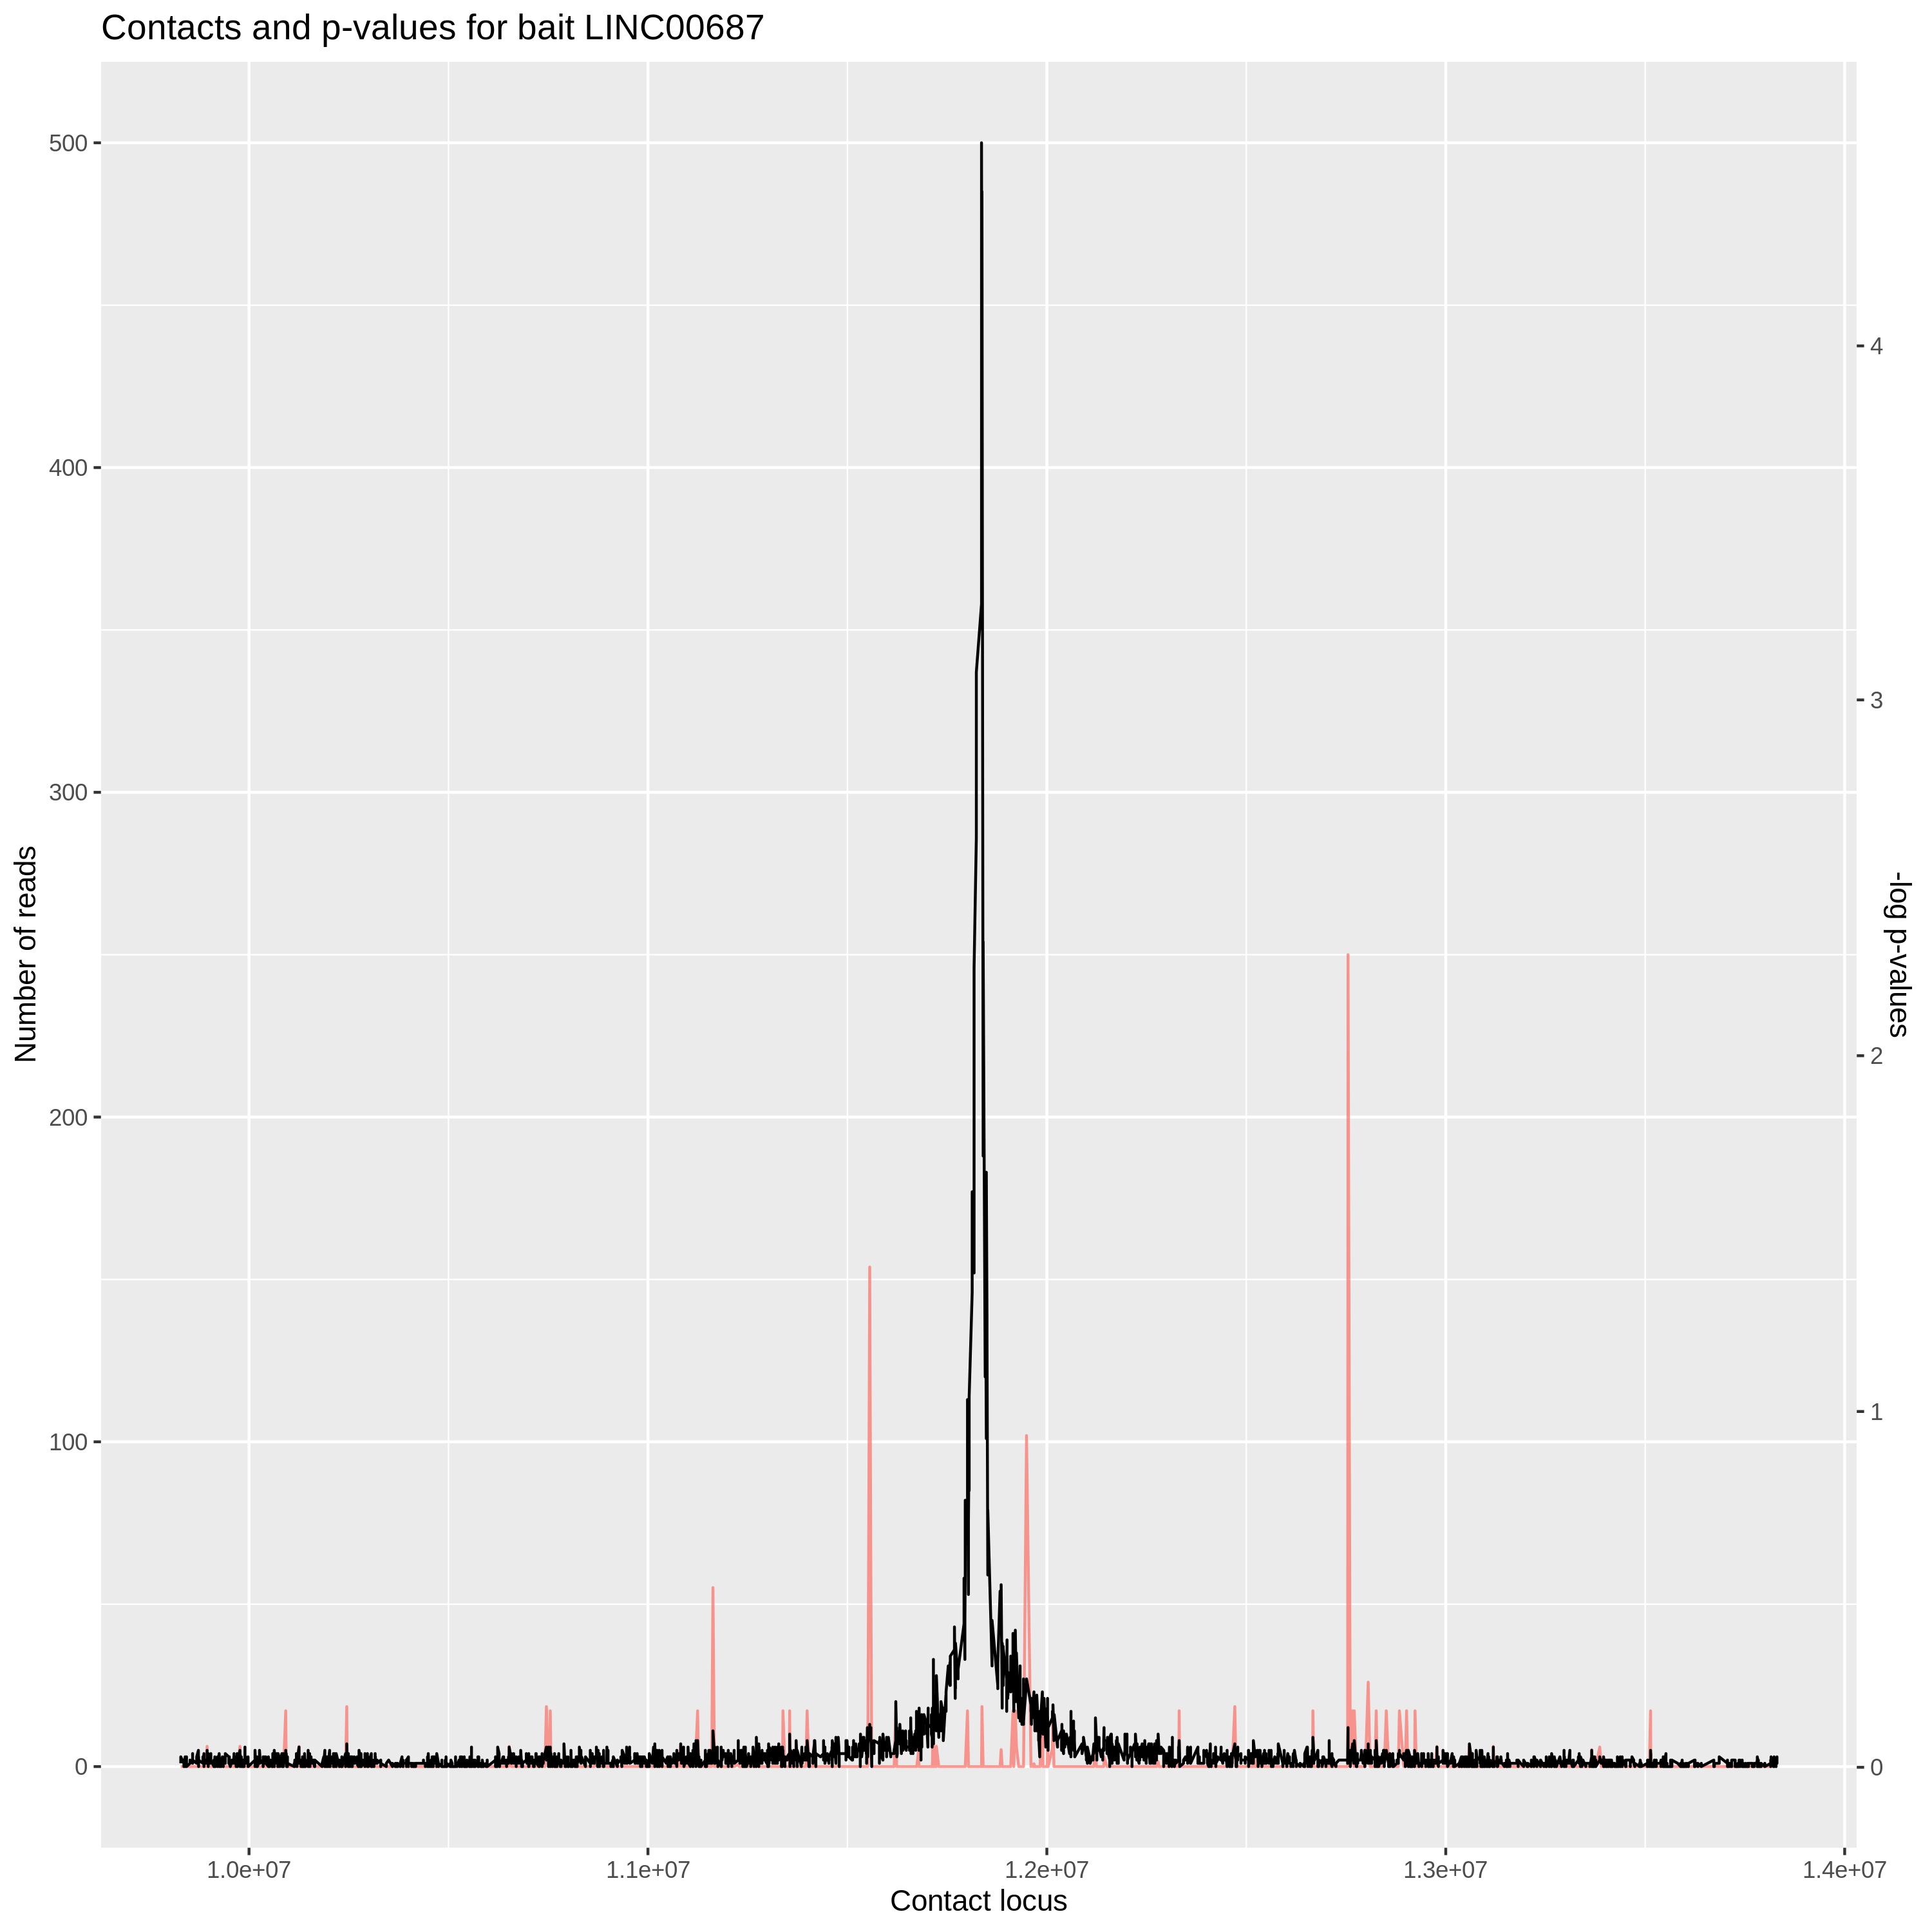 Contacts and p-values for bait LINC00687
500
400
300
200
100
0
Number of reads
4
3
2
1
0
-log p-values
1.0e+07 1.1e+07 1.2e+07 1.3e+07 1.4e+07
Contact locus